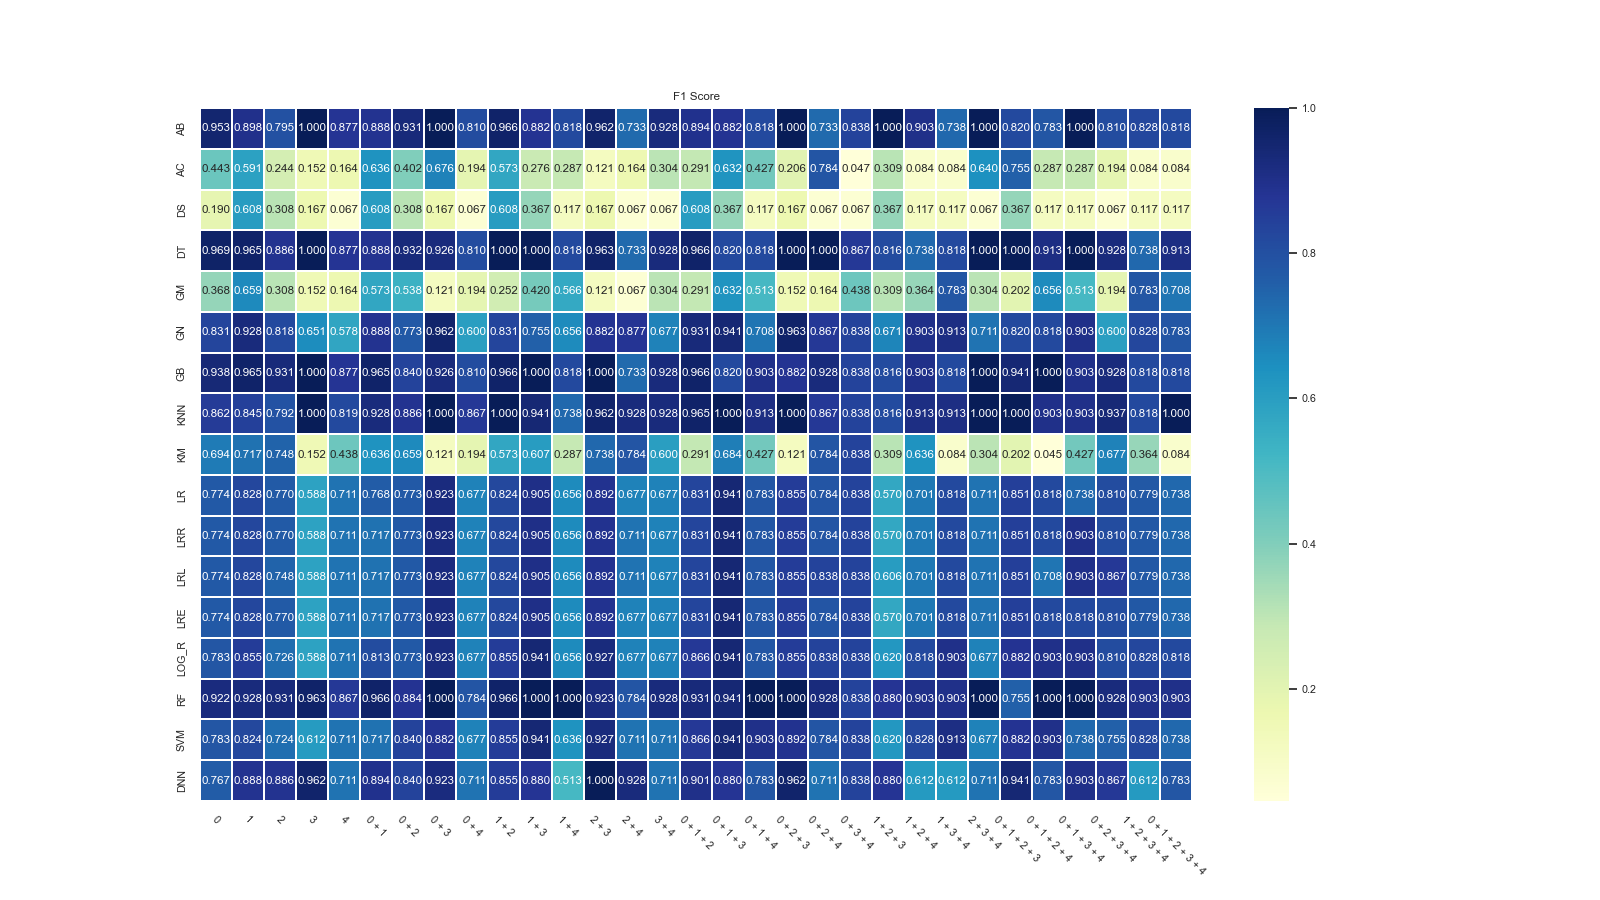 F1 Score
AB 0.953 0.898 0.795 1.000 0.877 0.888 0.931 1.000 0.810 0.966 0.882 0.818 0.962 0.733 0.928 0.894 0.882 0.818 1.000 0.733 0.838 1.000 0.903 0.738 1.000 0.820 0.783 1.000 0.810 0.828 0.818
AC 0.443 0.591 0.244 0.152 0.164 0.636 0.402 0.676 0.194 0.573 0.276 0.287 0.121 0.164 0.304 0.291 0.632 0.427 0.206 0.784 0.047 0.309 0.084 0.084 0.640 0.755 0.287 0.287 0.194 0.084 0.084
DS 0.190 0.608 0.308 0.167 0.067 0.608 0.308 0.167 0.067 0.608 0.367 0.117 0.167 0.067 0.067 0.608 0.367 0.117 0.167 0.067 0.067 0.367 0.117 0.117 0.067 0.367 0.117 0.117 0.067 0.117 0.117
DT 0.969 0.965 0.886 1.000 0.877 0.888 0.932 0.926 0.810 1.000 1.000 0.818 0.963 0.733 0.928 0.966 0.820 0.818 1.000 1.000 0.867 0.816 0.738 0.818 1.000 1.000 0.913 1.000 0.928 0.738 0.913
GM 0.368 0.659 0.308 0.152 0.164 0.573 0.538 0.121 0.194 0.252 0.420 0.566 0.121 0.067 0.304 0.291 0.632 0.513 0.152 0.164 0.438 0.309 0.364 0.783 0.304 0.202 0.656 0.513 0.194 0.783 0.708
GN 0.831 0.928 0.818 0.651 0.578 0.888 0.773 0.962 0.600 0.831 0.755 0.656 0.882 0.877 0.677 0.931 0.941 0.708 0.963 0.867 0.838 0.671 0.903 0.913 0.711 0.820 0.818 0.903 0.600 0.828 0.783
GB 0.938 0.965 0.931 1.000 0.877 0.965 0.840 0.926 0.810 0.966 1.000 0.818 1.000 0.733 0.928 0.966 0.820 0.903 0.882 0.928 0.838 0.816 0.903 0.818 1.000 0.941 1.000 0.903 0.928 0.818 0.818
KNN 0.862 0.845 0.792 1.000 0.819 0.928 0.886 1.000 0.867 1.000 0.941 0.738 0.962 0.928 0.928 0.965 1.000 0.913 1.000 0.867 0.838 0.816 0.913 0.913 1.000 1.000 0.903 0.903 0.937 0.818 1.000
KM 0.694 0.717 0.748 0.152 0.438 0.636 0.659 0.121 0.194 0.573 0.607 0.287 0.738 0.784 0.600 0.291 0.684 0.427 0.121 0.784 0.838 0.309 0.636 0.084 0.304 0.202 0.045 0.427 0.677 0.364 0.084
LR 0.774 0.828 0.770 0.588 0.711 0.768 0.773 0.923 0.677 0.824 0.905 0.656 0.892 0.677 0.677 0.831 0.941 0.783 0.855 0.784 0.838 0.570 0.701 0.818 0.711 0.851 0.818 0.738 0.810 0.779 0.738
LRR 0.774 0.828 0.770 0.588 0.711 0.717 0.773 0.923 0.677 0.824 0.905 0.656 0.892 0.711 0.677 0.831 0.941 0.783 0.855 0.784 0.838 0.570 0.701 0.818 0.711 0.851 0.818 0.903 0.810 0.779 0.738
LRL 0.774 0.828 0.748 0.588 0.711 0.717 0.773 0.923 0.677 0.824 0.905 0.656 0.892 0.711 0.677 0.831 0.941 0.783 0.855 0.838 0.838 0.606 0.701 0.818 0.711 0.851 0.708 0.903 0.867 0.779 0.738
LRE 0.774 0.828 0.770 0.588 0.711 0.717 0.773 0.923 0.677 0.824 0.905 0.656 0.892 0.677 0.677 0.831 0.941 0.783 0.855 0.784 0.838 0.570 0.701 0.818 0.711 0.851 0.818 0.818 0.810 0.779 0.738
LOG_R 0.783 0.855 0.726 0.588 0.711 0.813 0.773 0.923 0.677 0.855 0.941 0.656 0.927 0.677 0.677 0.866 0.941 0.783 0.855 0.838 0.838 0.620 0.818 0.903 0.677 0.882 0.903 0.903 0.810 0.828 0.818
RF 0.922 0.928 0.931 0.963 0.867 0.966 0.884 1.000 0.784 0.966 1.000 1.000 0.923 0.784 0.928 0.931 0.941 1.000 1.000 0.928 0.838 0.880 0.903 0.903 1.000 0.755 1.000 1.000 0.928 0.903 0.903
SVM 0.783 0.824 0.724 0.612 0.711 0.717 0.840 0.882 0.677 0.855 0.941 0.636 0.927 0.711 0.711 0.866 0.941 0.903 0.892 0.784 0.838 0.620 0.828 0.913 0.677 0.882 0.903 0.738 0.755 0.828 0.738
DNN 0.767 0.888 0.886 0.962 0.711 0.894 0.840 0.923 0.711 0.855 0.880 0.513 1.000 0.928 0.711 0.901 0.880 0.783 0.962 0.711 0.838 0.880 0.612 0.612 0.711 0.941 0.783 0.903 0.867 0.612 0.783
0
1
2
3
4
0 + 1
0 + 2
0 + 3
0 + 4
1 + 2
1 + 3
1 + 4
2 + 3
2 + 4
3 + 4
0 + 1 + 2
0 + 1 + 3
0 + 1 + 4
0 + 2 + 3
0 + 2 + 4
0 + 3 + 4
1 + 2 + 3
1 + 2 + 4
1 + 3 + 4
2 + 3 + 4
0 + 1 + 2 + 3
0 + 1 + 2 + 4
0 + 1 + 3 + 4
0 + 2 + 3 + 4
1 + 2 + 3 + 4
0 + 1 + 2 + 3 + 4
1.0
0.8
0.6
0.4
0.2